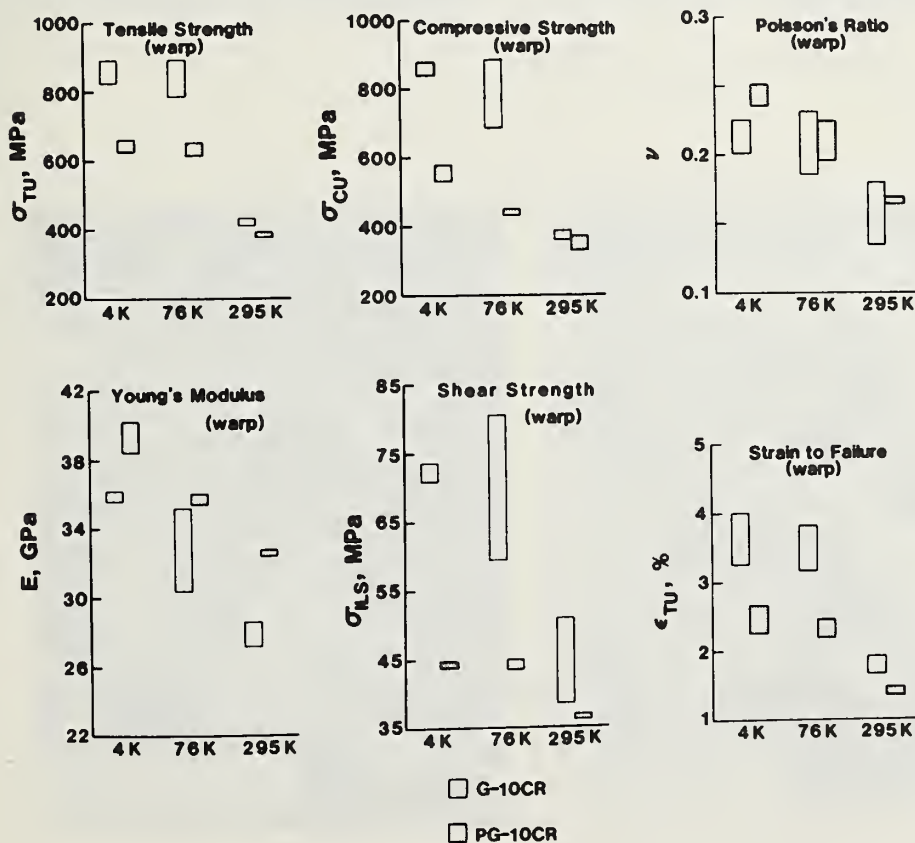 Tensile Strength
(warp)
σTU, MPa
1000
800
600
400
200
4K
76K
295K
Compressive Strength
(warp)
σCU, MPa
1000
800
600
400
200
4K
76K
295K
Poisson's Ratio
(warp)
ν
0.3
0.2
0.1
4K
76K
295K
Young's Modulus
(warp)
E, GPa
42
38
34
30
26
22
4K
76K
295K
Shear Strength
(warp)
σILS, MPa
85
75
65
55
45
35
4K
76K
295K
Strain to Failure
(warp)
ϵTU, %
5
4
3
2
1
4K
76K
295K
G-10CR
PG-10CR